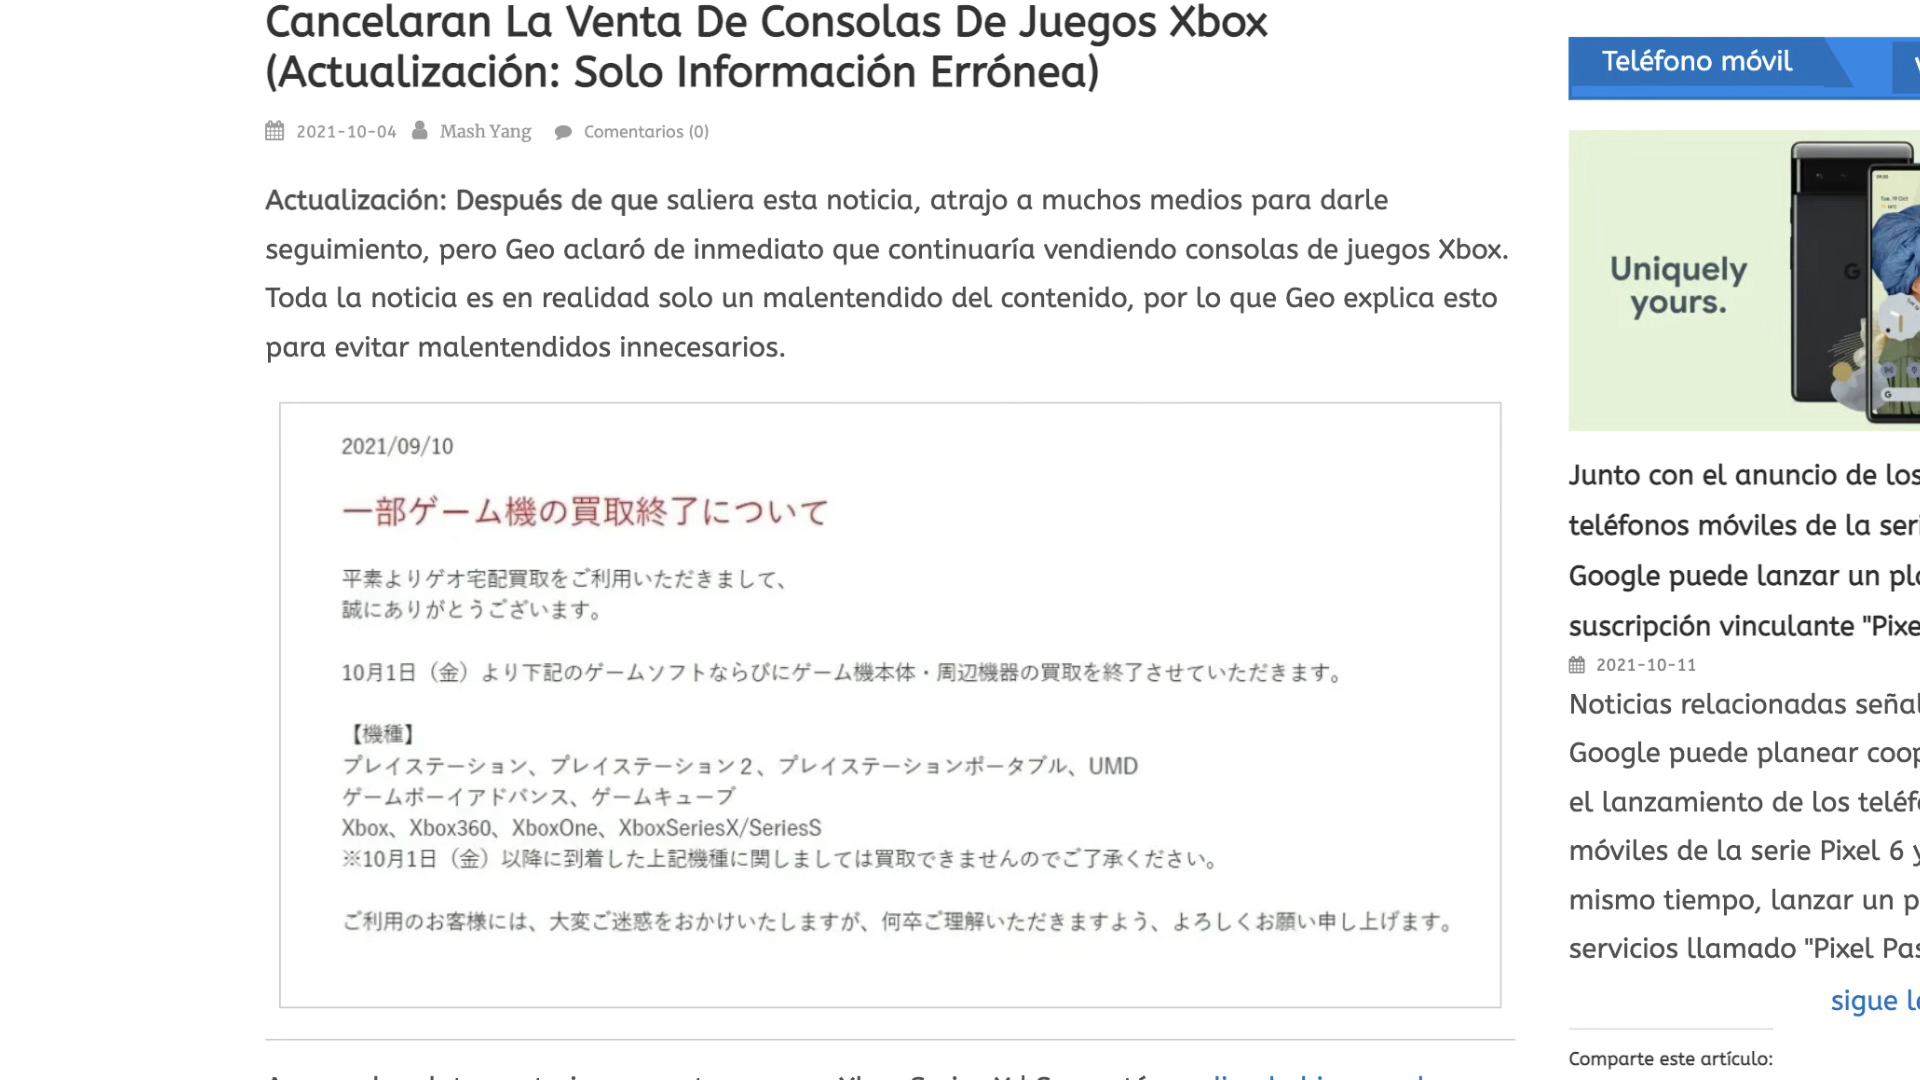 Cancelaran La Venta De Consolas De Juegos Xbox
(Actualización: Solo Información Errónea)
2021-10-04 Mash Yang Comentarios (0)
Actualización: Después de que saliera esta noticia, atrajo a muchos medios para darle
seguimiento, pero Geo aclaró de inmediato que continuaría vendiendo consolas de juegos Xbox.
Toda la noticia es en realidad solo un malentendido del contenido, por lo que Geo explica esto
para evitar malentendidos innecesarios.
2021/09/10
一部ゲーム機の買取終了について
平素よりゲオ宅配買取をご利用いただきまして、
誠にありがとうございます。
10月1日（金）より下記のゲームソフトならびにゲーム機本体・周辺機器の買取を終了させていただきます。
【機種】
プレイステーション、プレイステーション２、プレイステーションポータブル、UMD
ゲームボーイアドバンス、ゲームキューブ
Xbox、Xbox360、XboxOne、XboxSeriesX/SeriesS
※10月1日（金）以降に到着した上記機種に関しましては買取できませんのでご了承ください。
ご利用のお客様には、大変ご迷惑をおかけいたしますが、何卒ご理解いただきますよう、よろしくお願い申し上げます。
Teléfono móvil
Uniquely
yours.
Junto con el anuncio de los
teléfonos móviles de la seri
Google puede lanzar un pla
suscripción vinculante "Pixe
2021-10-11
Noticias relacionadas señal
Google puede planear coop
el lanzamiento de los teléfo
móviles de la serie Pixel 6 y
mismo tiempo, lanzar un p
servicios llamado "Pixel Pas
sigue le
Comparte este artículo: